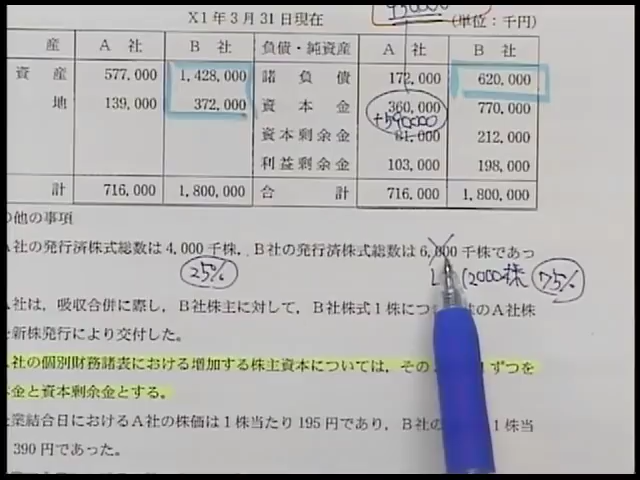 X1年3月31日現在 (単位：千円)
産 A 社 B 社 負債・純資産 A 社 B 社
資 産 577,000 1,428,000 諸 負 債 172,000 620,000
地 139,000 372,000 資 本 金 360,000 770,000
+390000
資本剰余金 81,000 212,000
利益剰余金 103,000 198,000
計 716,000 1,800,000 合 計 716,000 1,800,000
の他の事項
社の発行済株式総数は4,000千株，B社の発行済株式総数は6,000千株であっ
25% 12000株 75%
社は，吸収合併に際し，B社株主に対して，B社株式1株につ のA社株
新株発行により交付した。
社の個別財務諸表における増加する株主資本については，その 1ずつを
金と資本剰余金とする。
業結合日におけるA社の株価は1株当たり195円であり，B社 1株当
390円であった。